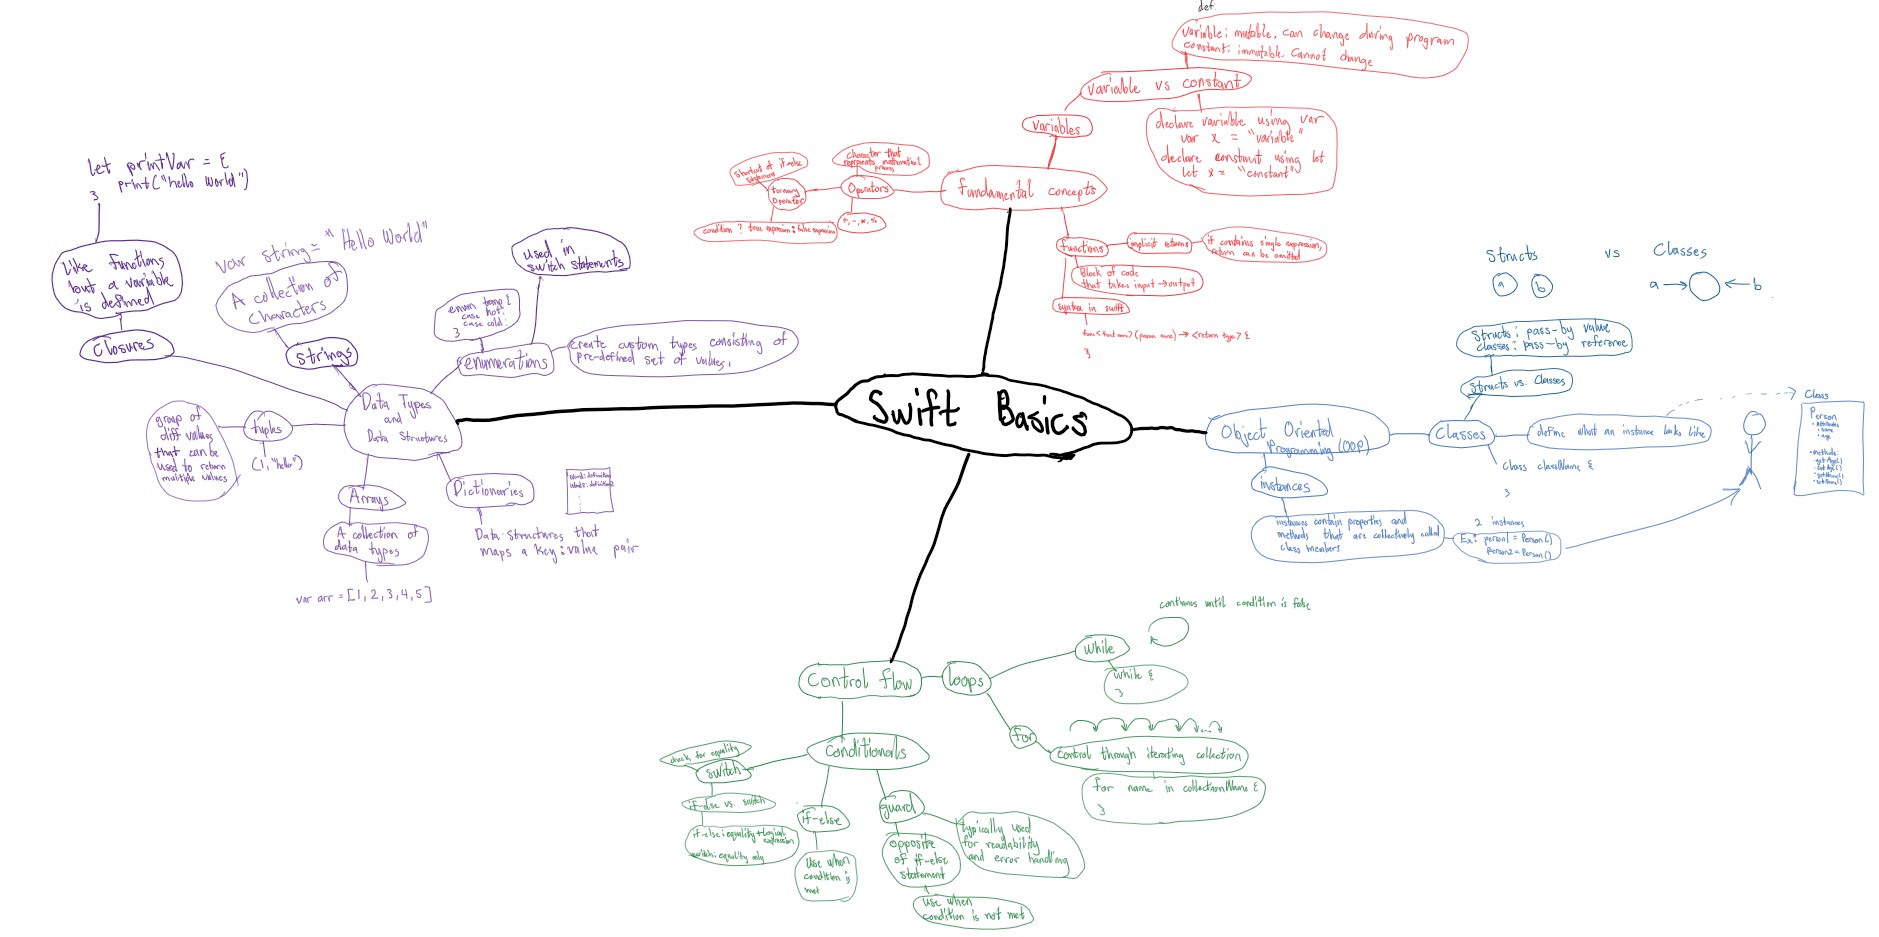 def.
variable: mutable, can change during program
constant: immutable. Cannot change
variable vs constant
variables
declare variable using var
var x = "variable"
declare constant using let
let x = "constant"
Fundamental concepts
Operators
character that
represents mathematical
process
+, -, *, %
Ternary
Operator
shortcut of if-else
statement
condition ? true expression : false expression
functions
implicit returns
if contains single expression,
return can be omitted
Block of code
that takes input → output
syntax in swift
func <funct name> (param name) → <return type> {
}
let printVar = {
print("hello world")
}
Like functions
but a variable
is defined
Closures
var string = "Hello World"
A collection of
characters
strings
used in
switch statements
enum temp {
case hot:
case cold:
}
enumerations
create custom types consisting of
pre-defined set of values.
Data Types
and
Data Structures
tuples
(1, "hello")
group of
diff values
that can be
used to return
multiple values
Arrays
A collection of
data types
var arr = [1,2,3,4,5]
Dictionaries
word: definition
word2: definition2
Data Structures that
maps a key: value pair
Swift Basics
Structs vs Classes
a b
a → ← b
Structs: pass-by value
classes: pass-by reference
Structs vs. Classes
Object Oriented
Programming (OOP)
Classes
define what an instance looks like
class className {
}
Class
Person
• Attributes
• name
• age
• methods:
instances
instances contain properties and
methods that are collectively called
class members
2 instances
Ex: person1 = Person()
person2 = Person()
continues until condition is false
while
while {
}
Control flow
loops
for
control through iterating collection
for name in collectionName {
}
Conditionals
check for equality
switch
if-else vs. switch
if-else: equality + logical
expression
switch: equality only
if-else
Use when
condition is
met
guard
typically used
for readability
and error handling
opposite
of if-else
statement
use when
condition is not met